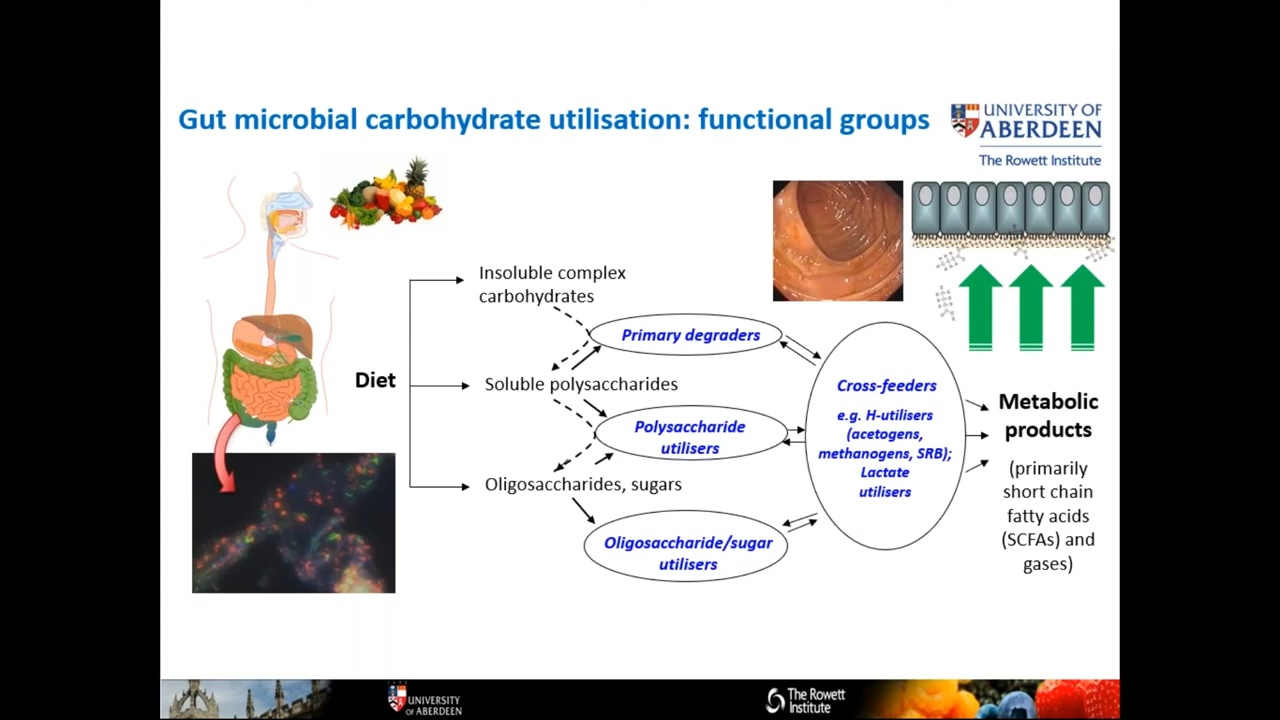 Gut microbial carbohydrate utilisation: functional groups
UNIVERSITY OF
ABERDEEN
The Rowett Institute
Insoluble complex
carbohydrates
Primary degraders
Diet
Soluble polysaccharides
Polysaccharide
utilisers
Oligosaccharides, sugars
Oligosaccharide/sugar
utilisers
Cross-feeders
e.g. H-utilisers
(acetogens,
methanogens, SRB);
Lactate
utilisers
Metabolic
products
(primarily
short chain
fatty acids
(SCFAs) and
gases)
UNIVERSITY
OF ABERDEEN
The Rowett
Institute